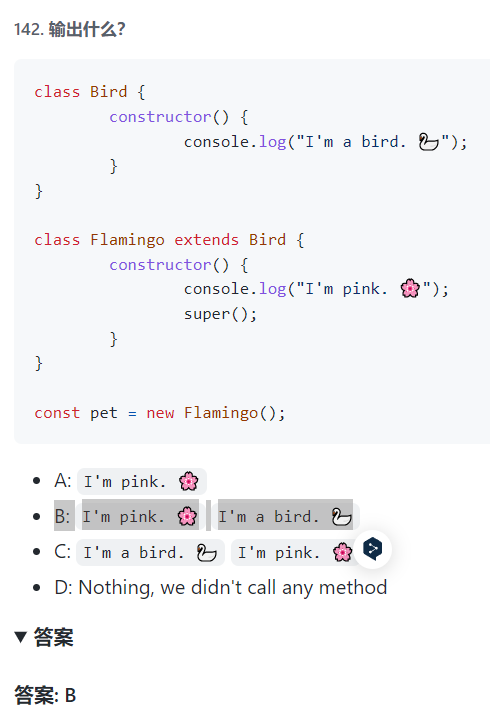 142. 输出什么?
class Bird {
constructor() {
console.log("I'm a bird. 🦢");
}
}
class Flamingo extends Bird {
constructor() {
console.log("I'm pink. 🌸");
super();
}
}
const pet = new Flamingo();
A: I'm pink. 🌸
B: I'm pink. 🌸 I'm a bird. 🦢
C: I'm a bird. 🦢 I'm pink. 🌸
D: Nothing, we didn't call any method
答案
答案: B